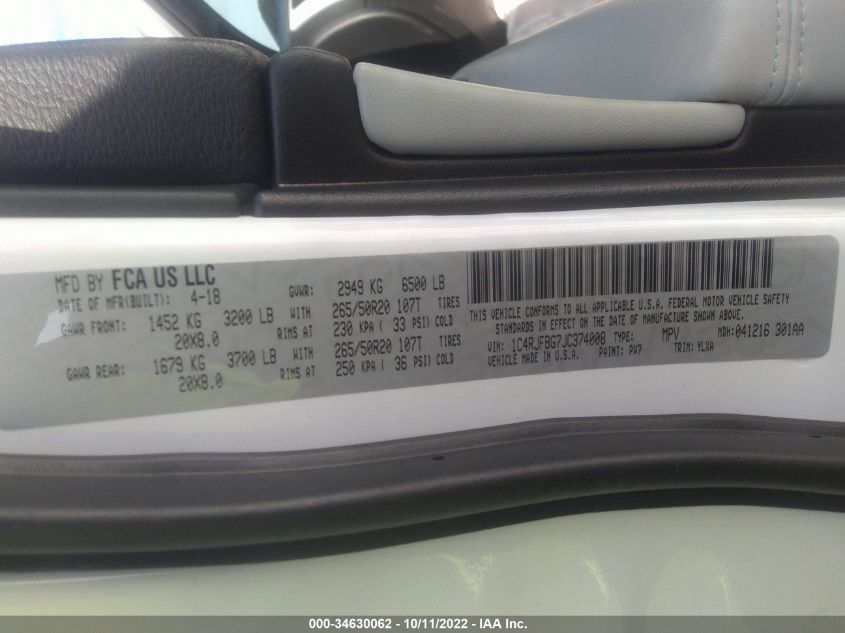 MFD BY FCA US LLC
DATE OF MFR(BUILT): 4-18 GVWR: 2949 KG 6500 LB
GAWR FRONT: 1452 KG 3200 LB WITH 265/50R20 107T TIRES
20X8.0 RIMS AT 230 KPA ( 33 PSI) COLD
GAWR REAR: 1679 KG 3700 LB WITH 265/50R20 107T TIRES
20X8.0 RIMS AT 250 KPA ( 36 PSI) COLD
THIS VEHICLE CONFORMS TO ALL APPLICABLE U.S.A. FEDERAL MOTOR VEHICLE SAFETY
STANDARDS IN EFFECT ON THE DATE OF MANUFACTURE SHOWN ABOVE.
VIN: 1C4RJFBG7JC374008 TYPE: MPV MDH: 041216 301AA
VEHICLE MADE IN U.S.A. PAINT: PW7 TRIM: YLXA
000-34630062 - 10/11/2022 - IAA Inc.